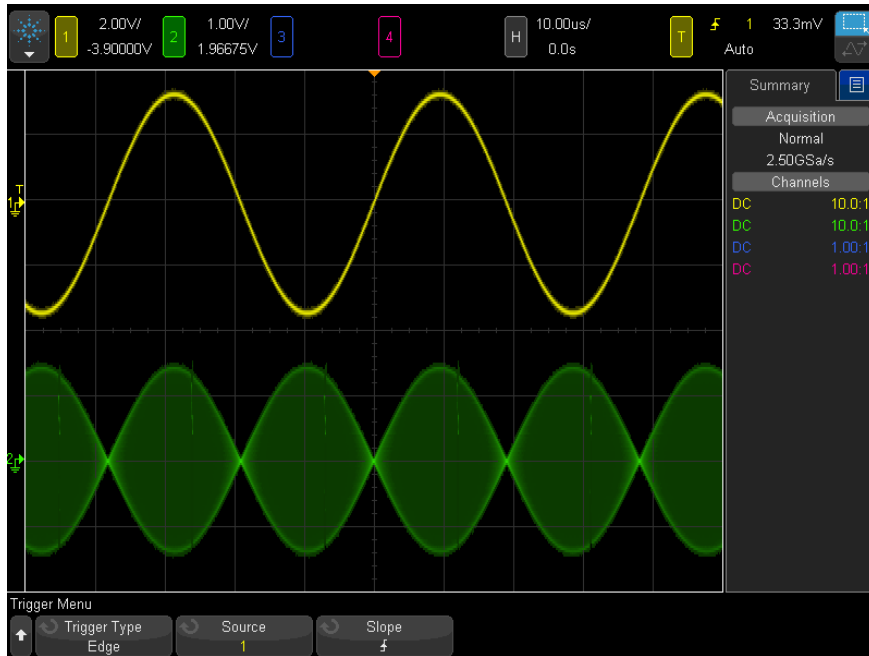 1 2.00V/ 2 1.00V/ 3 4 H 10.00us/ T 1 33.3mV
-3.90000V 1.96675V 0.0s Auto
Summary
Acquisition
Normal
2.50GSa/s
Channels
DC 10.0:1
DC 10.0:1
DC 1.00:1
DC 1.00:1
T
1
2
Trigger Menu
Trigger Type Source Slope
Edge 1